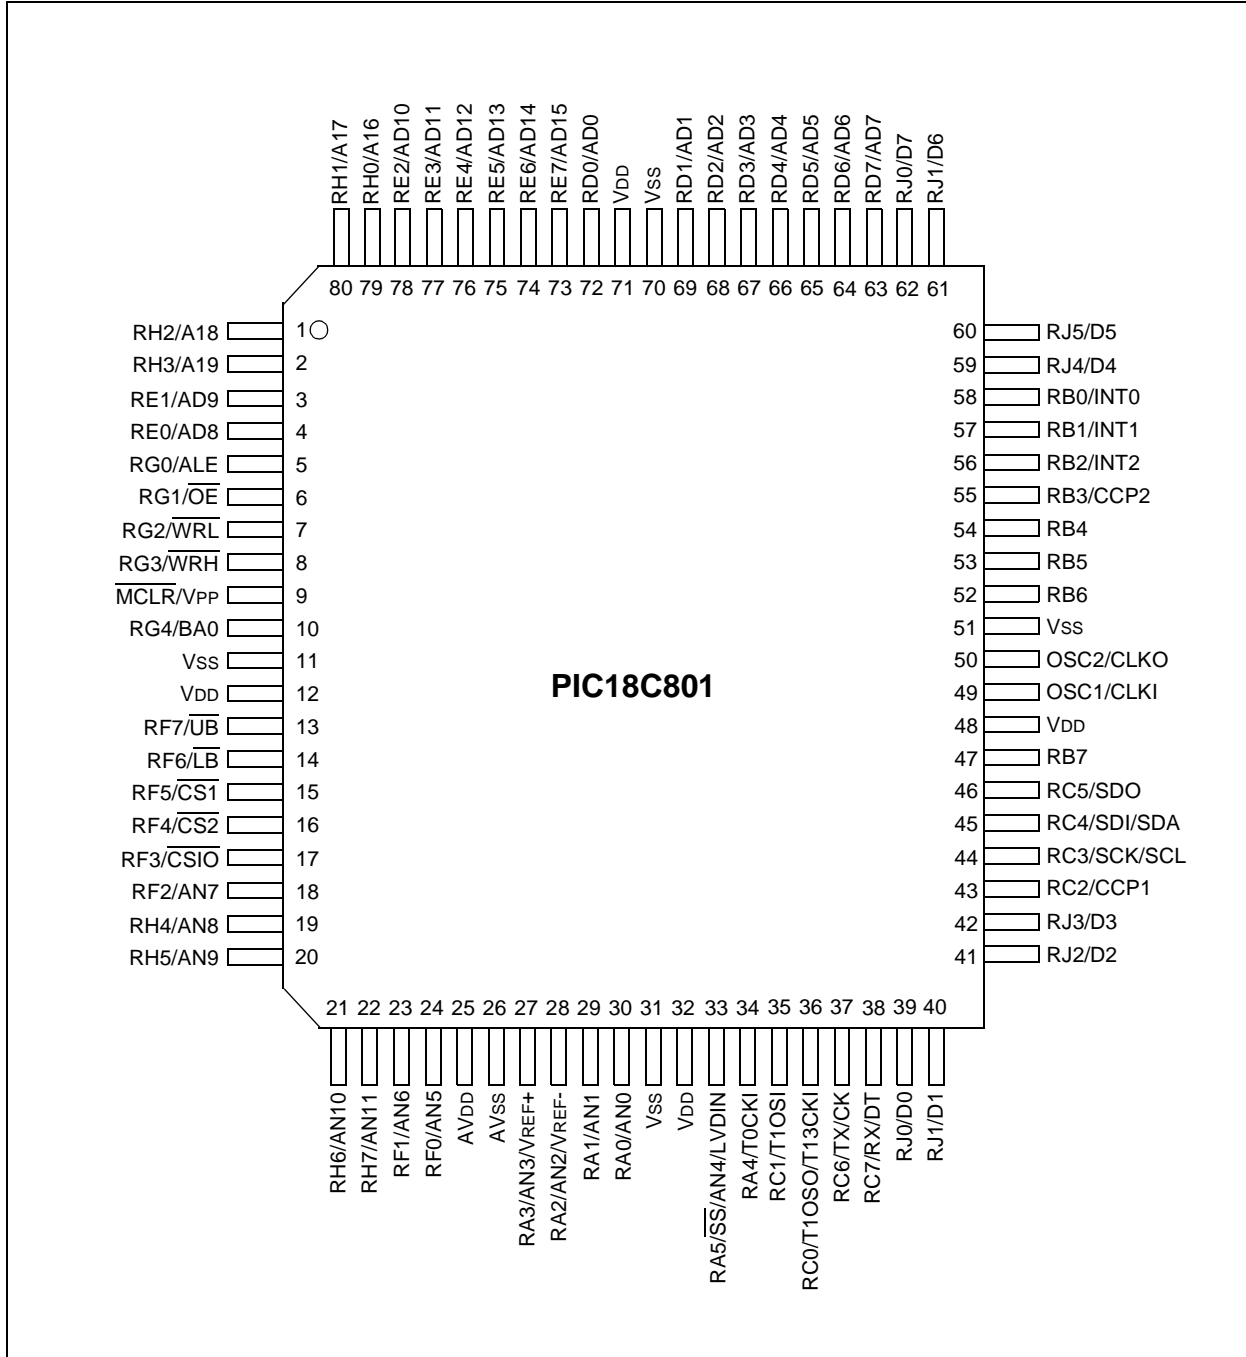 RH1/A17
RH0/A16
RE2/AD10
RE3/AD11
RE4/AD12
RE5/AD13
RE6/AD14
RE7/AD15
RD0/AD0
VDD
VSS
RD1/AD1
RD2/AD2
RD3/AD3
RD4/AD4
RD5/AD5
RD6/AD6
RD7/AD7
RJ0/D7
RJ1/D6
80 79 78 77 76 75 74 73 72 71 70 69 68 67 66 65 64 63 62 61
RH2/A18 1
RH3/A19 2
RE1/AD9 3
RE0/AD8 4
RG0/ALE 5
RG1/O̅E̅ 6
RG2/W̅R̅L̅ 7
RG3/W̅R̅H̅ 8
M̅C̅L̅R̅/VPP 9
RG4/BA0 10
VSS 11
VDD 12
RF7/U̅B̅ 13
RF6/L̅B̅ 14
RF5/C̅S̅1̅ 15
RF4/C̅S̅2̅ 16
RF3/C̅S̅I̅O̅ 17
RF2/AN7 18
RH4/AN8 19
RH5/AN9 20
PIC18C801
60 RJ5/D5
59 RJ4/D4
58 RB0/INT0
57 RB1/INT1
56 RB2/INT2
55 RB3/CCP2
54 RB4
53 RB5
52 RB6
51 VSS
50 OSC2/CLKO
49 OSC1/CLKI
48 VDD
47 RB7
46 RC5/SDO
45 RC4/SDI/SDA
44 RC3/SCK/SCL
43 RC2/CCP1
42 RJ3/D3
41 RJ2/D2
21 22 23 24 25 26 27 28 29 30 31 32 33 34 35 36 37 38 39 40
RH6/AN10
RH7/AN11
RF1/AN6
RF0/AN5
AVDD
AVSS
RA3/AN3/VREF+
RA2/AN2/VREF-
RA1/AN1
RA0/AN0
VSS
VDD
RA5/S̅S̅/AN4/LVDIN
RA4/T0CKI
RC1/T1OSI
RC0/T1OSO/T13CKI
RC6/TX/CK
RC7/RX/DT
RJ0/D0
RJ1/D1